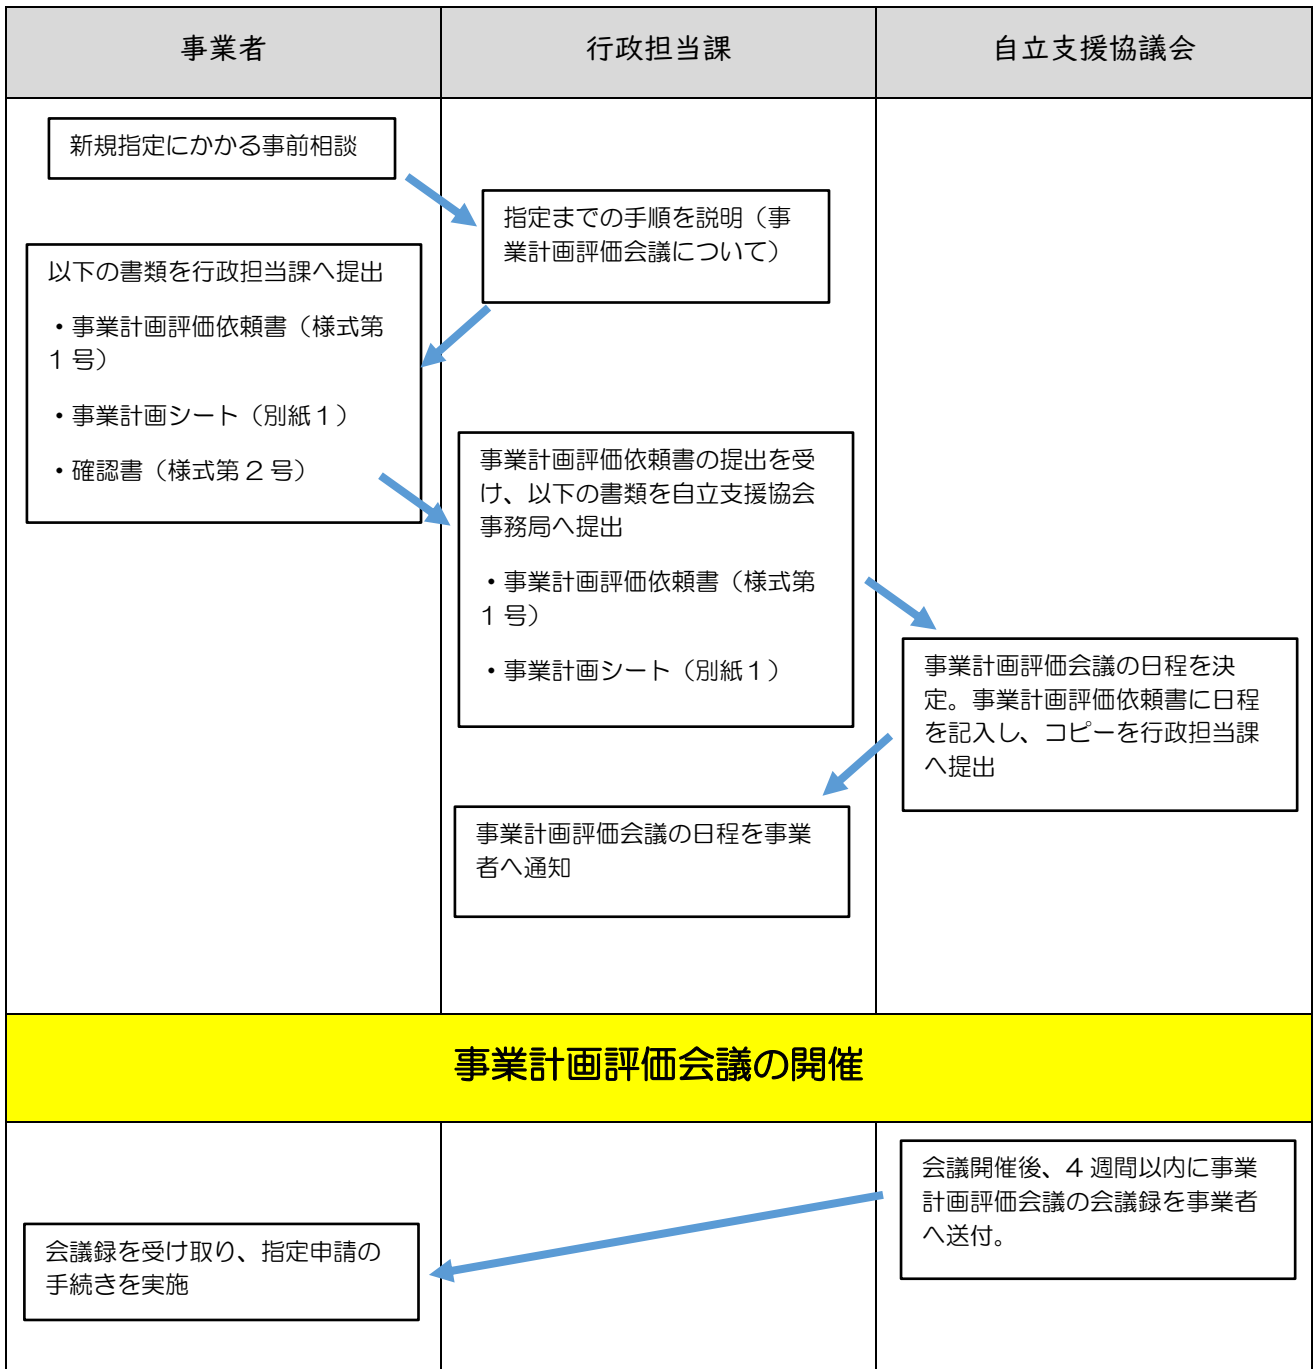 事業者
行政担当課
自立支援協議会
新規指定にかかる事前相談
指定までの手順を説明（事
業計画評価会議について）
以下の書類を行政担当課へ提出
・事業計画評価依頼書（様式第
1 号）
・事業計画シート（別紙１）
・確認書（様式第 2 号）
事業計画評価依頼書の提出を受
け、以下の書類を自立支援協会
事務局へ提出
・事業計画評価依頼書（様式第
1 号）
・事業計画シート（別紙１）
事業計画評価会議の日程を決
定。事業計画評価依頼書に日程
を記入し、コピーを行政担当課
へ提出
事業計画評価会議の日程を事業
者へ通知
事業計画評価会議の開催
会議開催後、4 週間以内に事業
計画評価会議の会議録を事業者
へ送付。
会議録を受け取り、指定申請の
手続きを実施